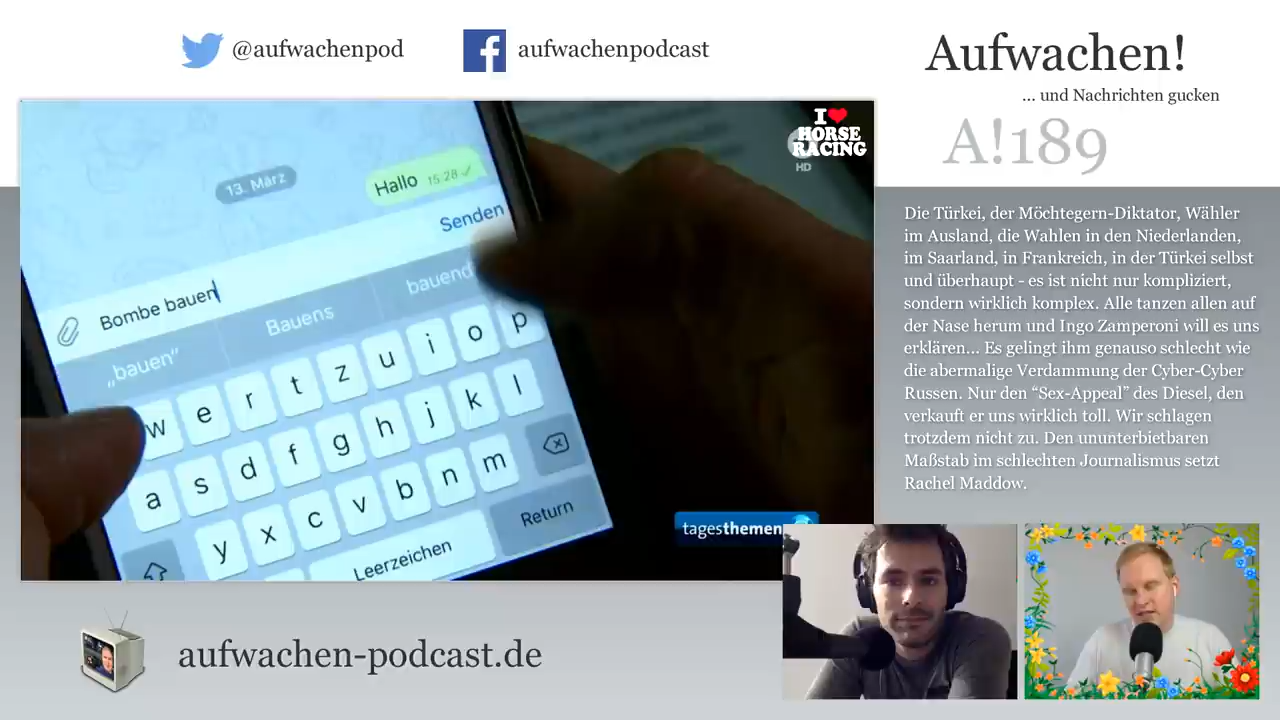 @aufwachenpod
aufwachenpodcast
Aufwachen!
... und Nachrichten gucken
A!189
I
HORSE
RACING
HD
13. März
Hallo 15:28
Senden
Bombe bauen
„bauen“
Bauens
bauend
w e r t z u i o p
a s d f g h j k l
y x c v b n m
Leerzeichen
Return
tagesthemen
Die Türkei, der Möchtegern-Diktator, Wähler
im Ausland, die Wahlen in den Niederlanden,
im Saarland, in Frankreich, in der Türkei selbst
und überhaupt - es ist nicht nur kompliziert,
sondern wirklich komplex. Alle tanzen allen auf
der Nase herum und Ingo Zamperoni will es uns
erklären... Es gelingt ihm genauso schlecht wie
die abermalige Verdammung der Cyber-Cyber
Russen. Nur den “Sex-Appeal” des Diesel, den
verkauft er uns wirklich toll. Wir schlagen
trotzdem nicht zu. Den ununterbietbaren
Maßstab im schlechten Journalismus setzt
Rachel Maddow.
aufwachen-podcast.de